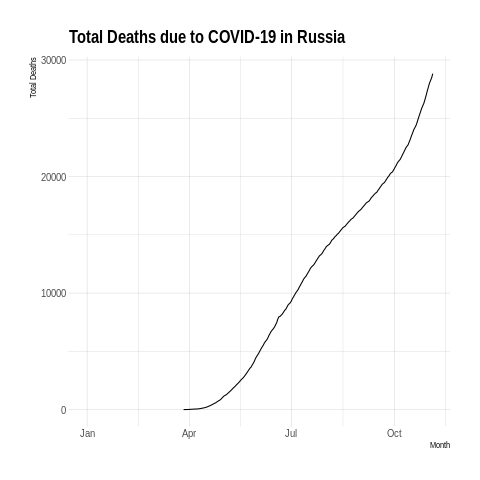 Total Deaths due to COVID-19 in Russia
Total Deaths
30000
20000
10000
0
Jan Apr Jul Oct
Month